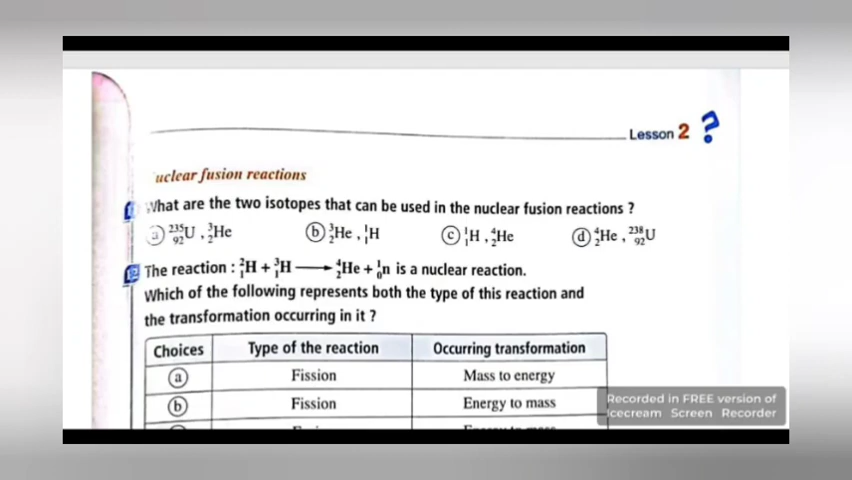 Lesson 2 ?
uclear fusion reactions
What are the two isotopes that can be used in the nuclear fusion reactions ?
a ²³⁵₉₂U , ³₂He b ³₂He , ¹₁H c ¹₁H , ⁴₂He d ⁴₂He , ²³⁸₉₂U
12 The reaction : ²₁H + ³₁H ⟶ ⁴₂He + ¹₀n is a nuclear reaction.
Which of the following represents both the type of this reaction and
the transformation occurring in it ?
Choices Type of the reaction Occurring transformation
a Fission Mass to energy
b Fission Energy to mass
Recorded in FREE version of
Icecream Screen Recorder